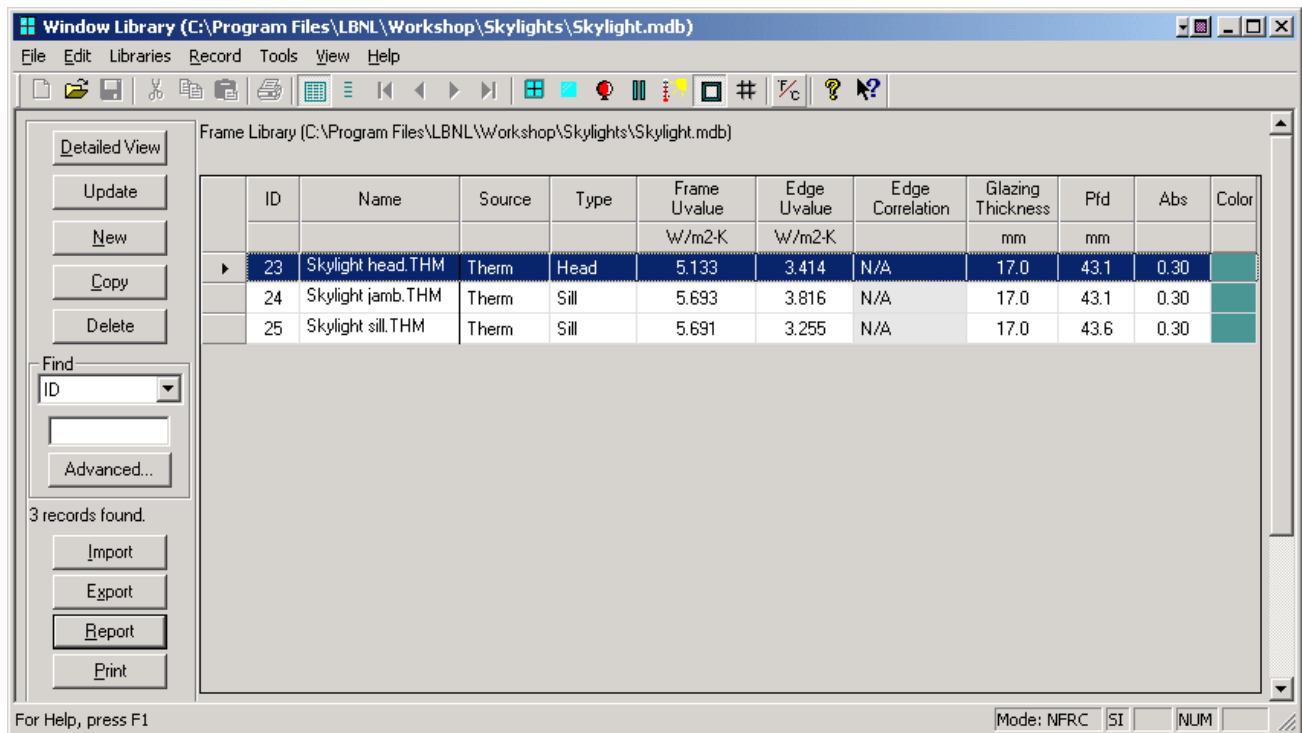 Window Library (C:\Program Files\LBNL\Workshop\Skylights\Skylight.mdb)
File Edit Libraries Record Tools View Help
°F/C
Frame Library (C:\Program Files\LBNL\Workshop\Skylights\Skylight.mdb)
Detailed View
Update
New
Copy
Delete
Find
ID
Advanced...
3 records found.
Import
Export
Report
Print
ID Name Source Type Frame Uvalue Edge Uvalue Edge Correlation Glazing Thickness Pfd Abs Color
W/m2-K W/m2-K mm mm
23 Skylight head.THM Therm Head 5.133 3.414 N/A 17.0 43.1 0.30
24 Skylight jamb.THM Therm Sill 5.693 3.816 N/A 17.0 43.1 0.30
25 Skylight sill.THM Therm Sill 5.691 3.255 N/A 17.0 43.6 0.30
For Help, press F1
Mode: NFRC SI NUM